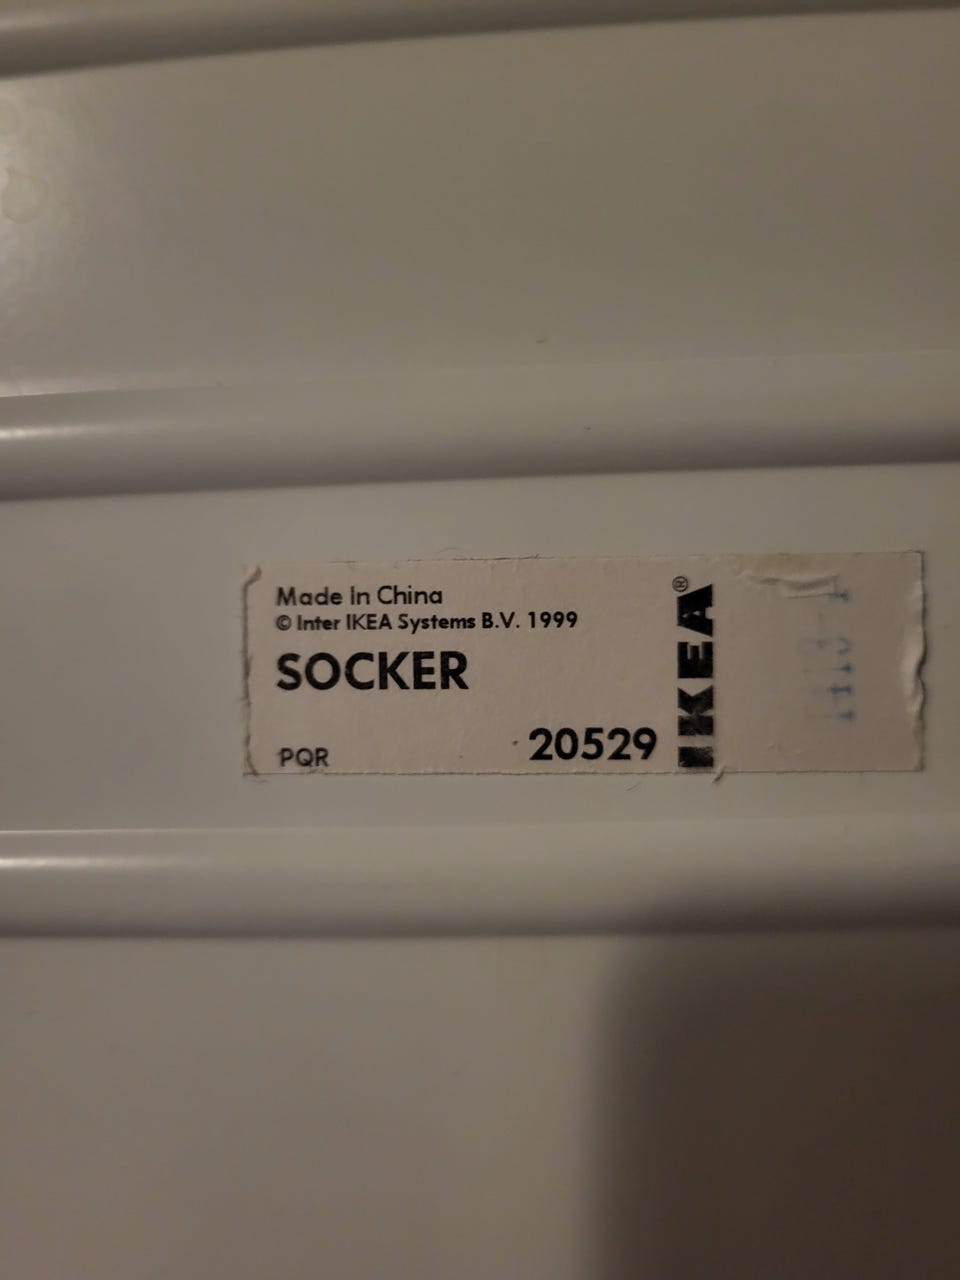 Made In China
© Inter IKEA Systems B.V. 1999
SOCKER
PQR
20529
IKEA®